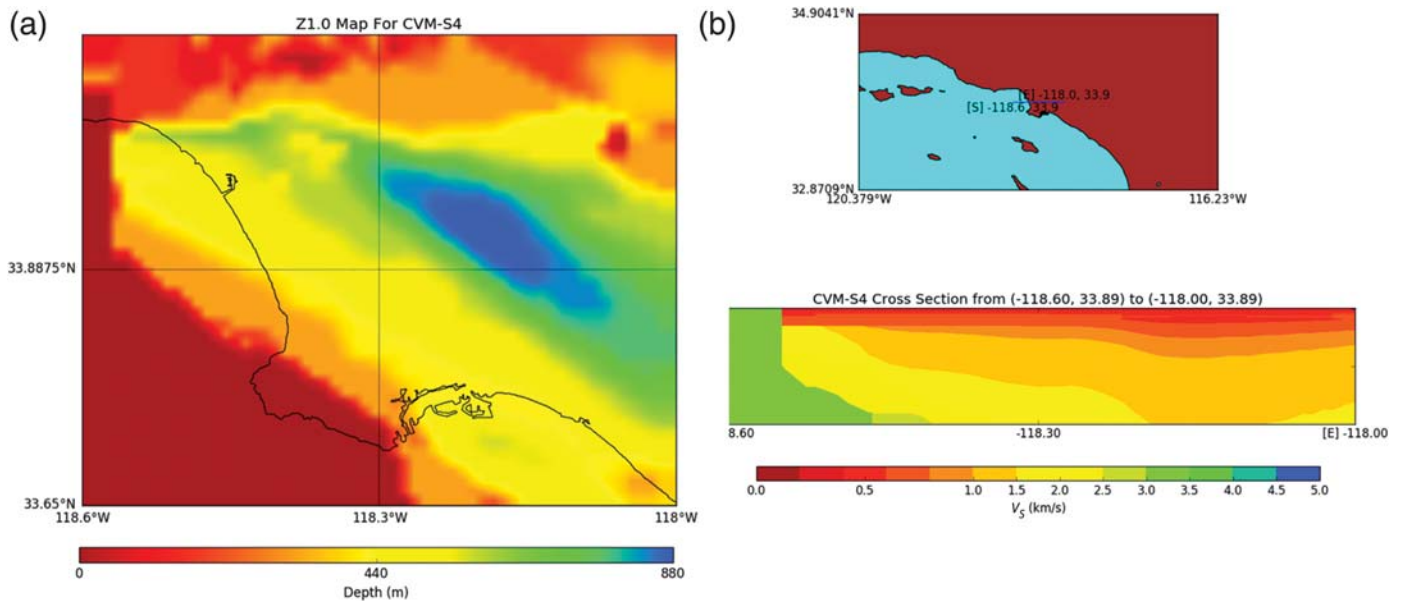 (a)
Z1.0 Map For CVM-S4
33.8875°N
33.65°N
118.6°W
118.3°W
118°W
0
440
880
Depth (m)
(b)
34.9041°N
[E] -118.0, 33.9
[S] -118.6, 33.9
32.8709°N
120.379°W
116.23°W
CVM-S4 Cross Section from (-118.60, 33.89) to (-118.00, 33.89)
8.60
-118.30
[E] -118.00
0.0
0.5
1.0
1.5
2.0
2.5
3.0
3.5
4.0
4.5
5.0
VS (km/s)